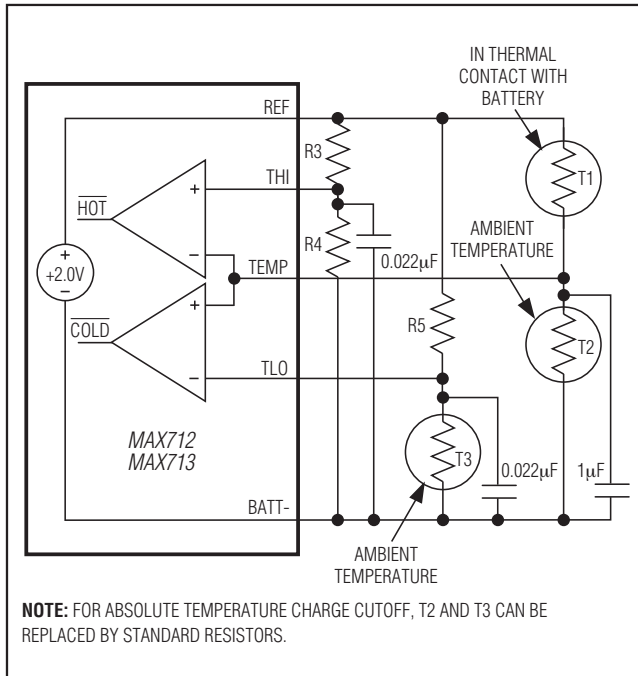 IN THERMAL
CONTACT WITH
BATTERY
REF
R3
T1
THI
HOT
+
AMBIENT
TEMPERATURE
R4
0.022µF
−
TEMP
+
+2.0V
−
+
COLD
R5
T2
−
TLO
MAX712
MAX713
T3
0.022µF
1µF
BATT-
AMBIENT
TEMPERATURE
NOTE: FOR ABSOLUTE TEMPERATURE CHARGE CUTOFF, T2 AND T3 CAN BE
REPLACED BY STANDARD RESISTORS.